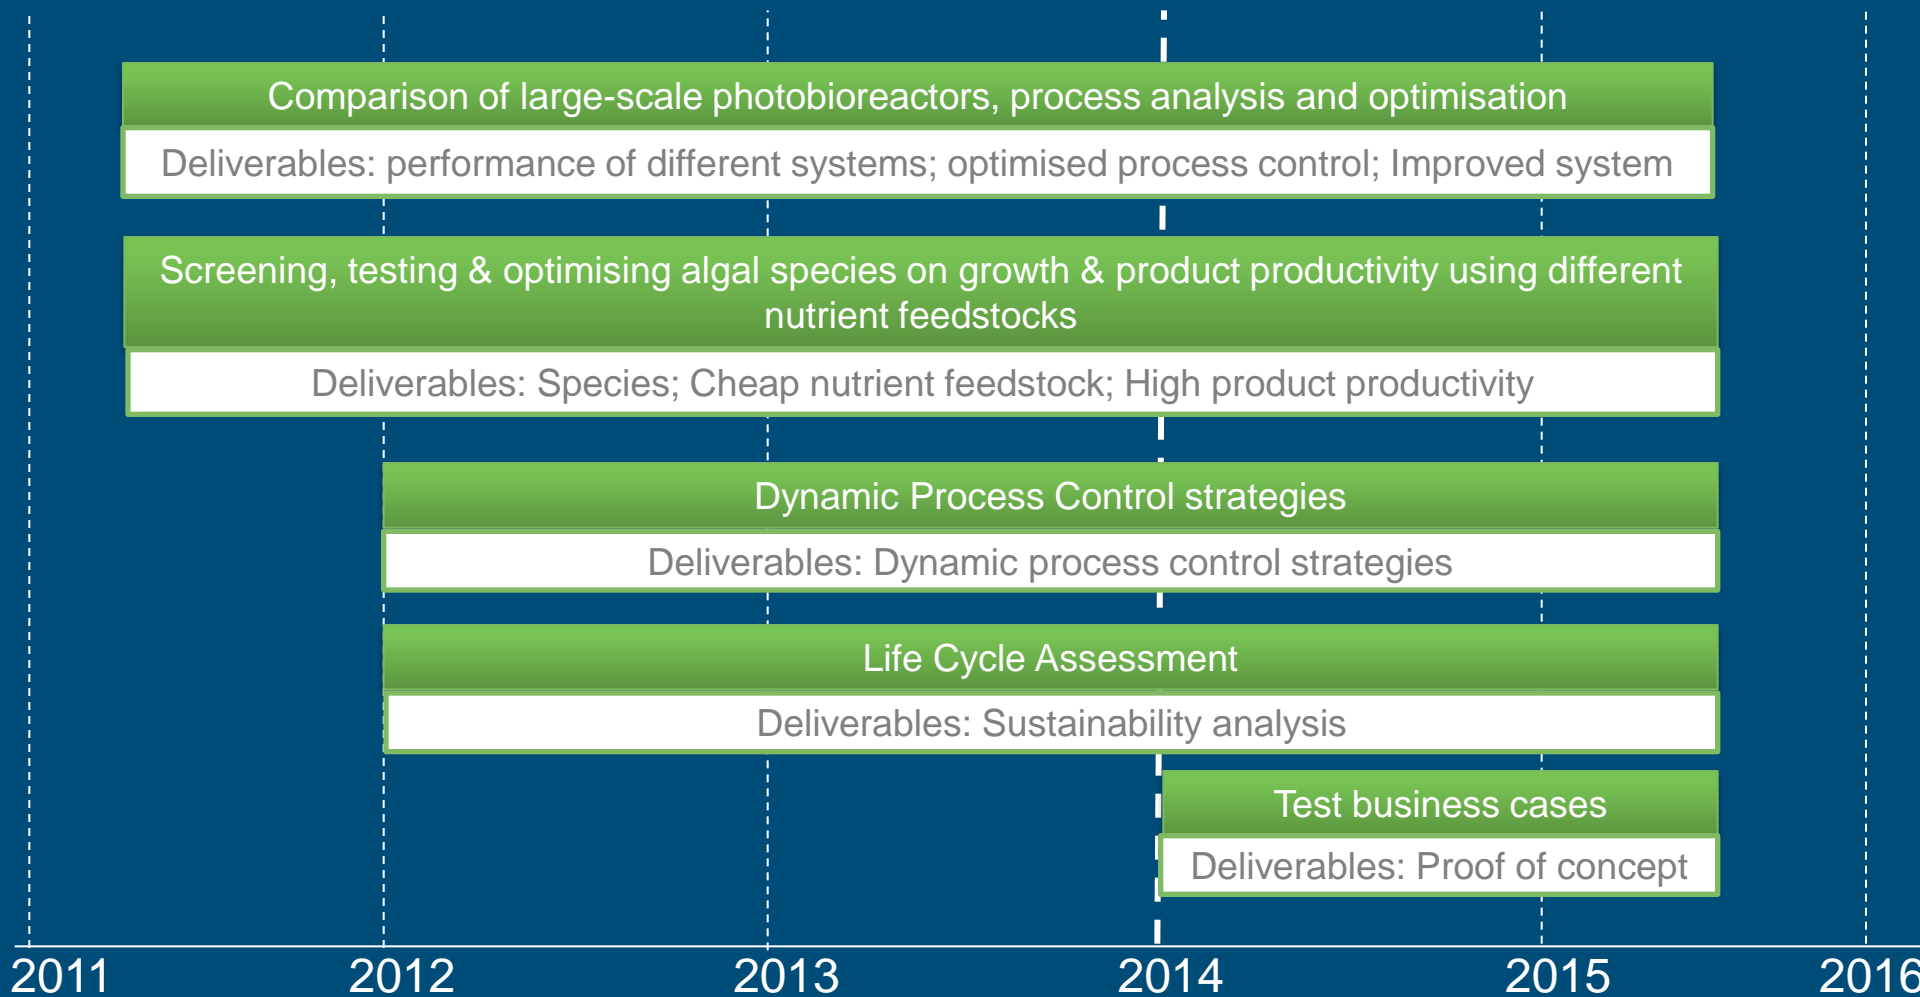 Comparison of large-scale photobioreactors, process analysis and optimisation
Deliverables: performance of different systems; optimised process control; Improved system
Screening, testing & optimising algal species on growth & product productivity using different
nutrient feedstocks
Deliverables: Species; Cheap nutrient feedstock; High product productivity
Dynamic Process Control strategies
Deliverables: Dynamic process control strategies
Life Cycle Assessment
Deliverables: Sustainability analysis
Test business cases
Deliverables: Proof of concept
2011 2012 2013 2014 2015 2016